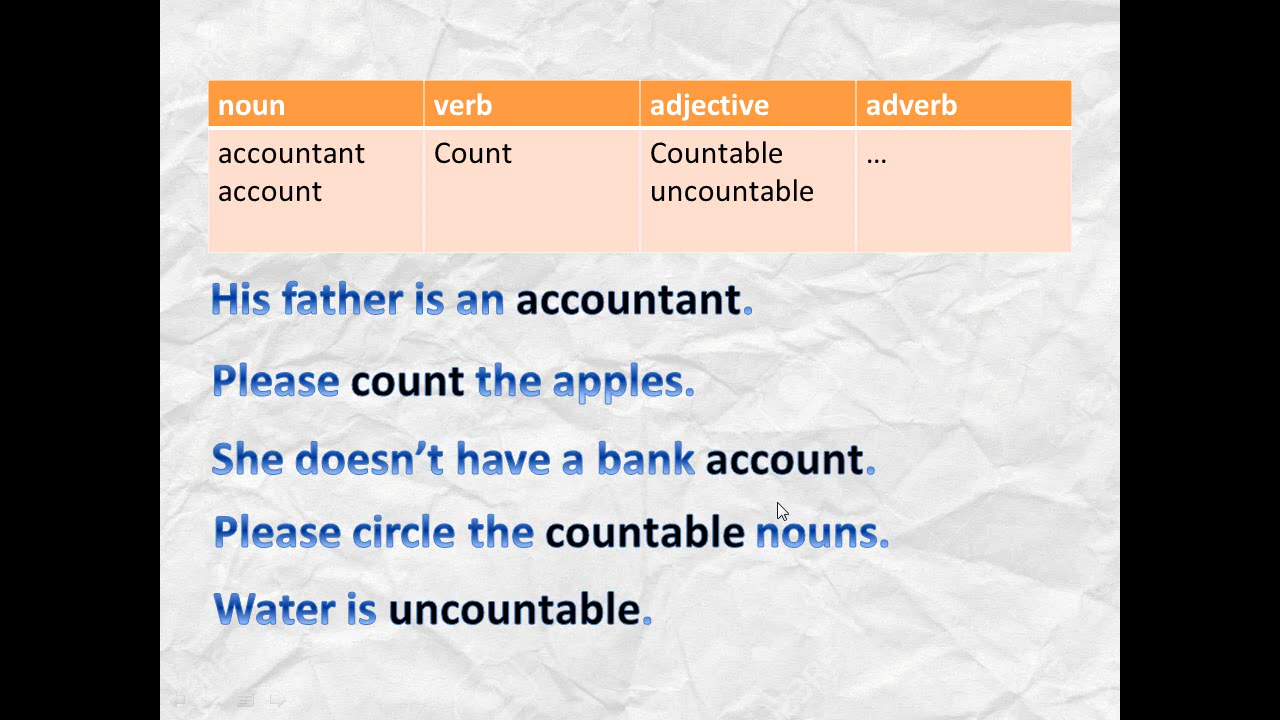 noun verb adjective adverb
accountant Count Countable ...
account uncountable
His father is an accountant.
Please count the apples.
She doesn’t have a bank account.
Please circle the countable nouns.
Water is uncountable.